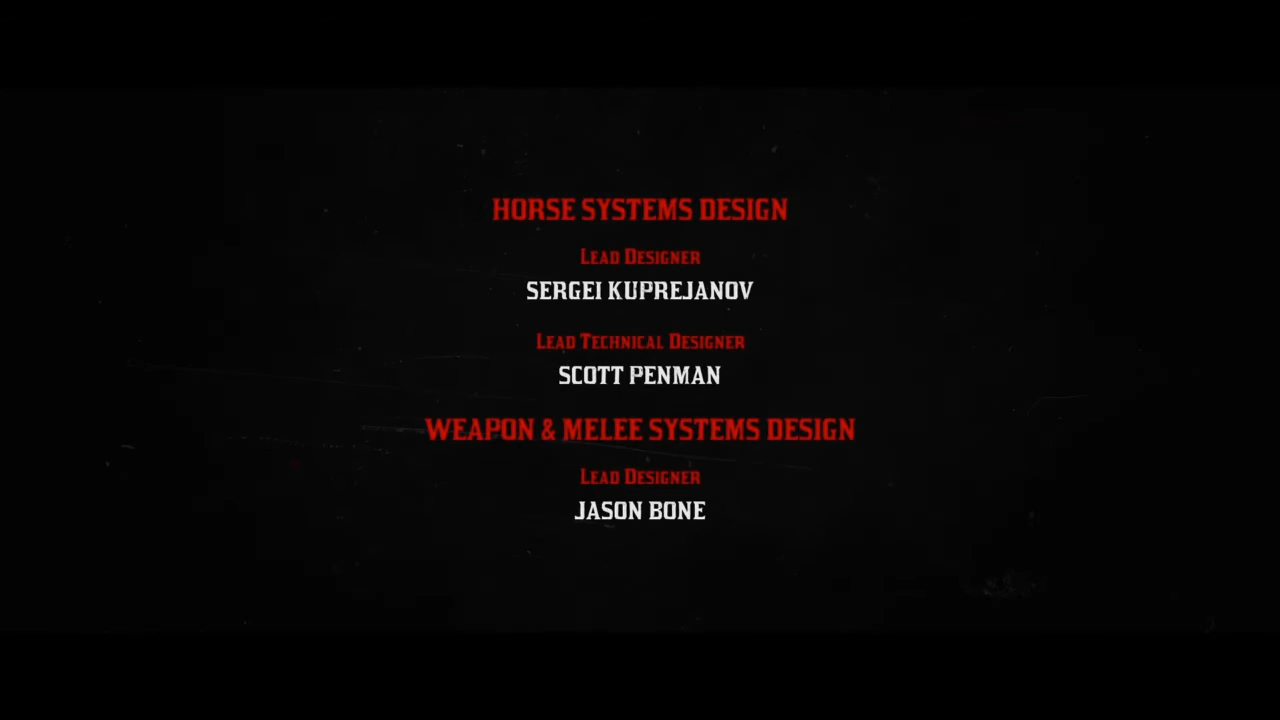 HORSE SYSTEMS DESIGN
LEAD DESIGNER
SERGEI KUPREJANOV
LEAD TECHNICAL DESIGNER
SCOTT PENMAN
WEAPON & MELEE SYSTEMS DESIGN
LEAD DESIGNER
JASON BONE